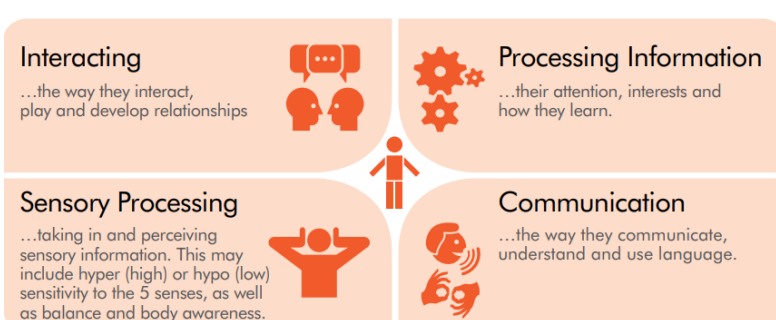 Interacting
...the way they interact,
play and develop relationships
Processing Information
...their attention, interests and
how they learn.
Sensory Processing
...taking in and perceiving
sensory information. This may
include hyper (high) or hypo (low)
sensitivity to the 5 senses, as well
as balance and body awareness.
Communication
...the way they communicate,
understand and use language.